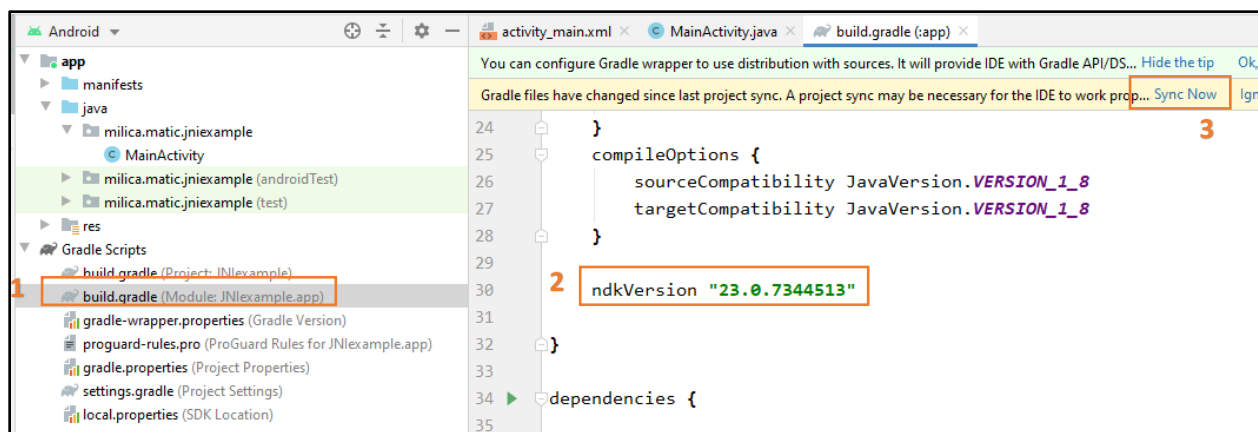 Android
app
manifests
java
milica.matic.jniexample
MainActivity
milica.matic.jniexample (androidTest)
milica.matic.jniexample (test)
res
Gradle Scripts
build.gradle (Project: JNIexample)
1
build.gradle (Module: JNIexample.app)
gradle-wrapper.properties (Gradle Version)
proguard-rules.pro (ProGuard Rules for JNIexample.app)
gradle.properties (Project Properties)
settings.gradle (Project Settings)
local.properties (SDK Location)
activity_main.xml MainActivity.java build.gradle (:app)
You can configure Gradle wrapper to use distribution with sources. It will provide IDE with Gradle API/DS... Hide the tip Ok,
Gradle files have changed since last project sync. A project sync may be necessary for the IDE to work prop... Sync Now Ign
3
24 }
25 compileOptions {
26 sourceCompatibility JavaVersion.VERSION_1_8
27 targetCompatibility JavaVersion.VERSION_1_8
28 }
29
2
30 ndkVersion "23.0.7344513"
31
32 }
33
34 dependencies {
35